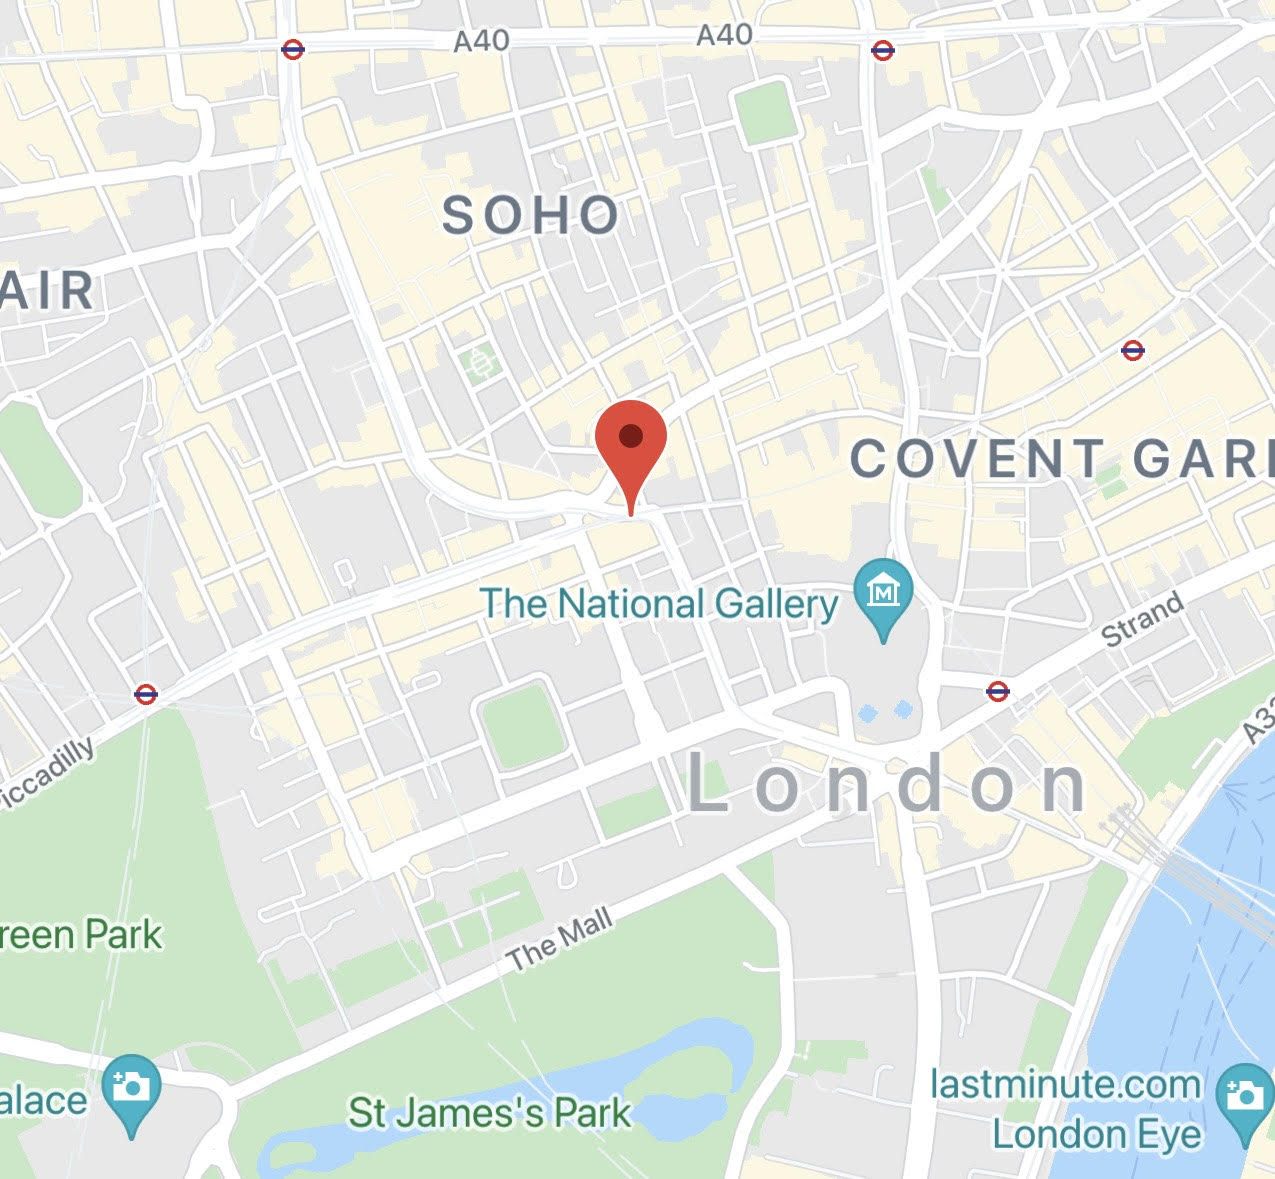 A40
A40
SOHO
AIR
COVENT GAR
The National Gallery
M
Strand
Piccadilly
A3
London
reen Park
The Mall
alace
St James's Park
lastminute.com
London Eye